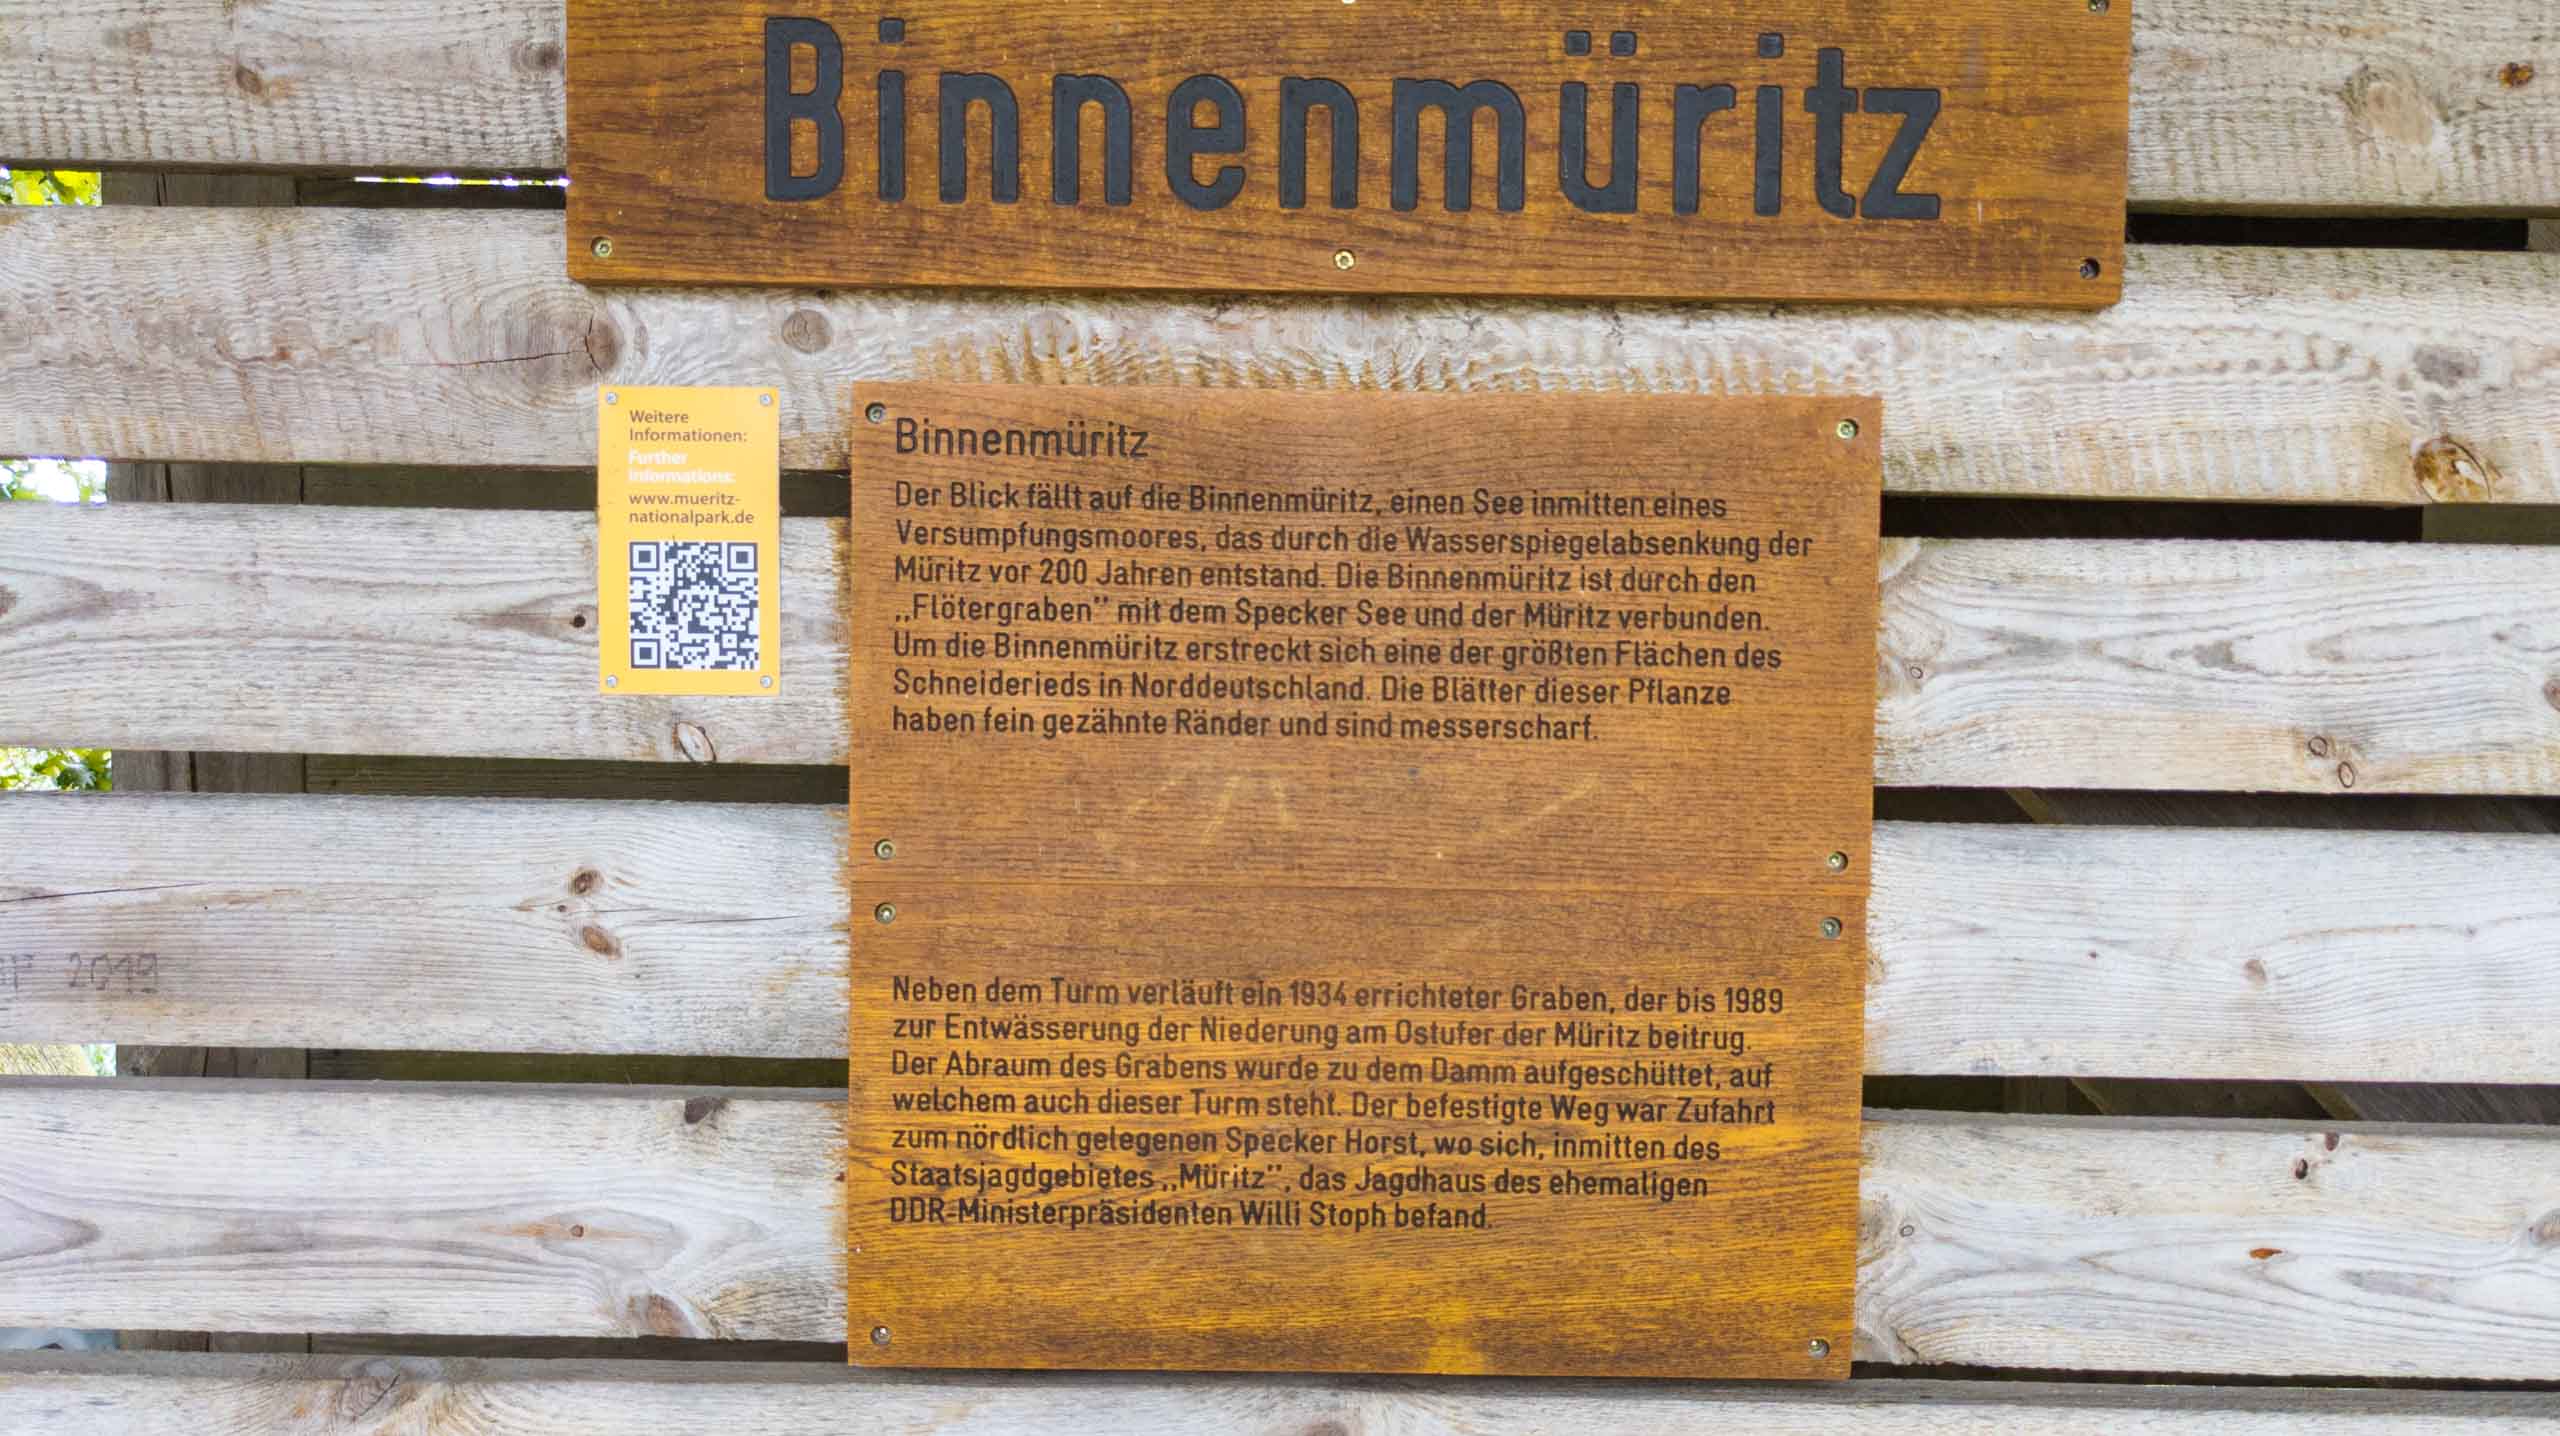 Binnenmüritz
Weitere
Informationen:
Further
informations:
www.mueritz-
nationalpark.de
Binnenmüritz
Der Blick fällt auf die Binnenmüritz, einen See inmitten eines
Versumpfungsmoores, das durch die Wasserspiegelabsenkung der
Müritz vor 200 Jahren entstand. Die Binnenmüritz ist durch den
„Flötergraben” mit dem Specker See und der Müritz verbunden.
Um die Binnenmüritz erstreckt sich eine der größten Flächen des
Schneiderieds in Norddeutschland. Die Blätter dieser Pflanze
haben fein gezähnte Ränder und sind messerscharf.
Neben dem Turm verläuft ein 1934 errichteter Graben, der bis 1989
zur Entwässerung der Niederung am Ostufer der Müritz beitrug.
Der Abraum des Grabens wurde zu dem Damm aufgeschüttet, auf
welchem auch dieser Turm steht. Der befestigte Weg war Zufahrt
zum nördlich gelegenen Specker Horst, wo sich, inmitten des
Staatsjagdgebietes „Müritz”, das Jagdhaus des ehemaligen
DDR-Ministerpräsidenten Willi Stoph befand.
2019